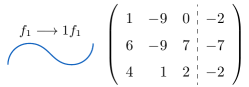 f₁ ⟶ 1f₁
1 −9 0 −2
6 −9 7 −7
4 1 2 −2